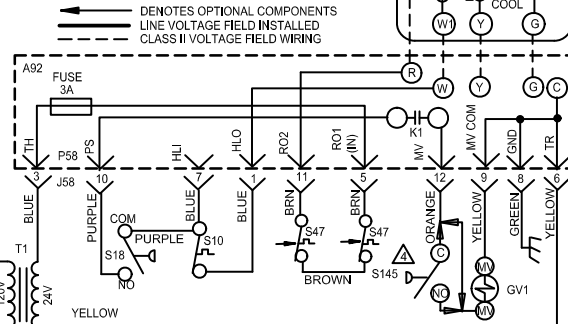 DENOTES OPTIONAL COMPONENTS
LINE VOLTAGE FIELD INSTALLED
CLASS II VOLTAGE FIELD WIRING
COOL
W1 Y G
A92
FUSE
3A
R
W Y G C
K1
TH P58 PS HLI HLO RO2 RO1 (IN) MV MV COM GND TR
3 J58 10 7 1 11 5 12 9 8 6
BLUE PURPLE BLUE BLUE BRN BRN ORANGE YELLOW GREEN YELLOW
COM
PURPLE
S10
S47
S47
S18
NO
BROWN
S145
4
C
NO
MV
GV1
MV
T1
120V
24V
YELLOW